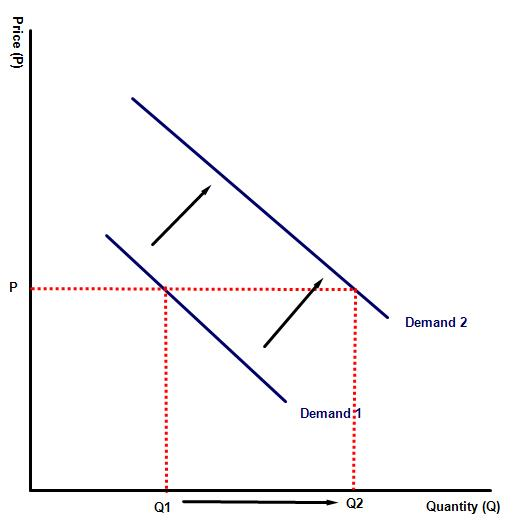 Price (P)
P
Demand 2
Demand 1
Q1
Q2
Quantity (Q)